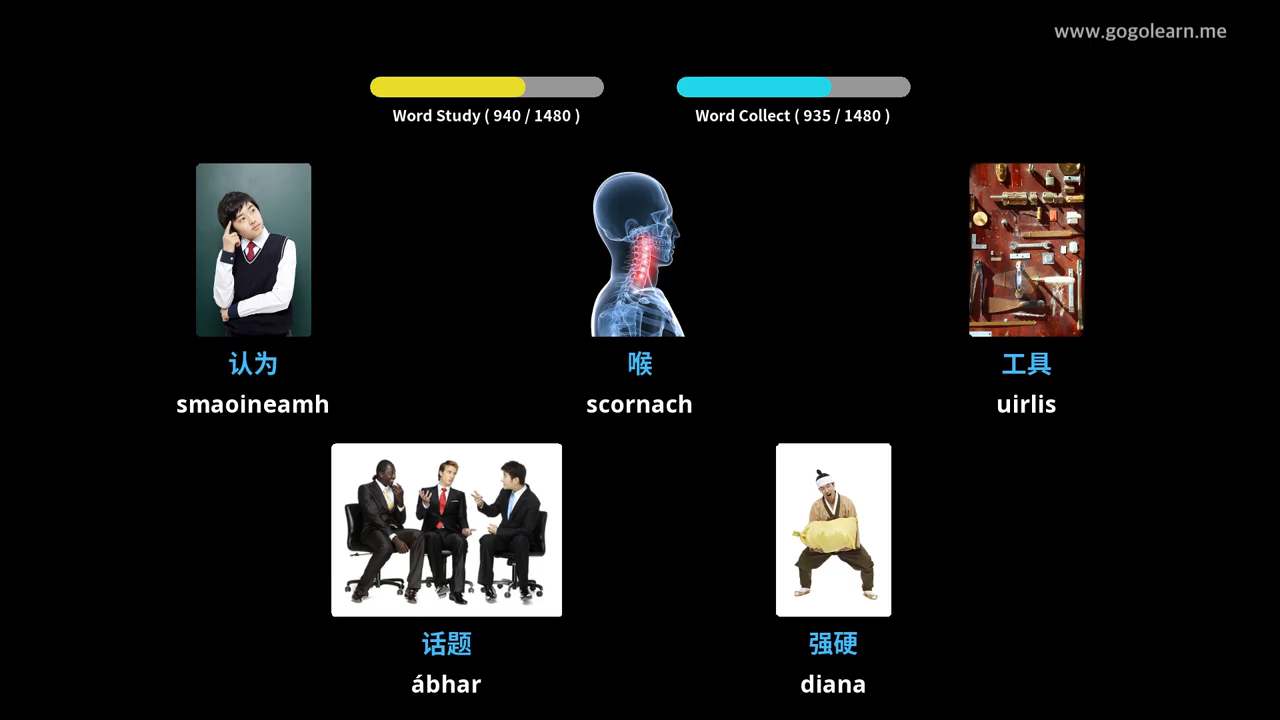 www.gogolearn.me
Word Study ( 940 / 1480 )
Word Collect ( 935 / 1480 )
认为
smaoineamh
喉
scornach
工具
uirlis
话题
ábhar
强硬
diana